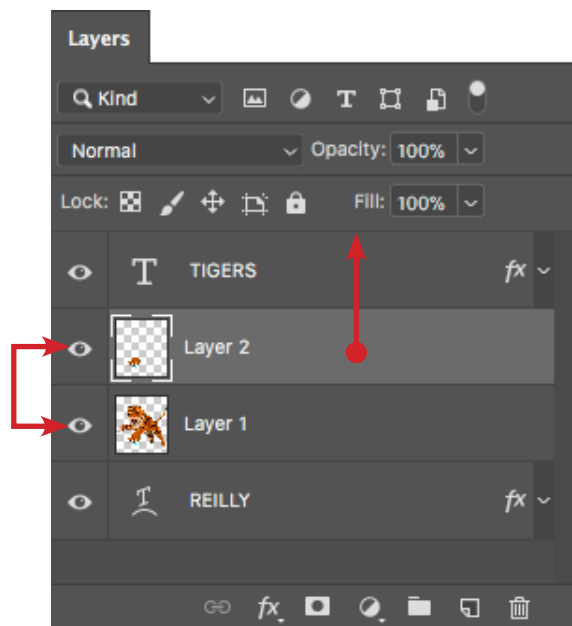 Layers
Kind
Normal Opacity: 100%
Lock: Fill: 100%
TIGERS fx
Layer 2
Layer 1
REILLY fx
fx